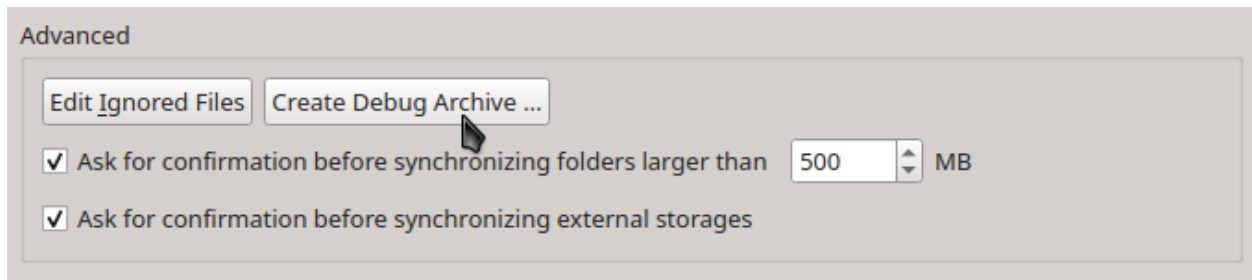 Advanced
Edit Ignored Files Create Debug Archive ...
Ask for confirmation before synchronizing folders larger than 500 MB
Ask for confirmation before synchronizing external storages